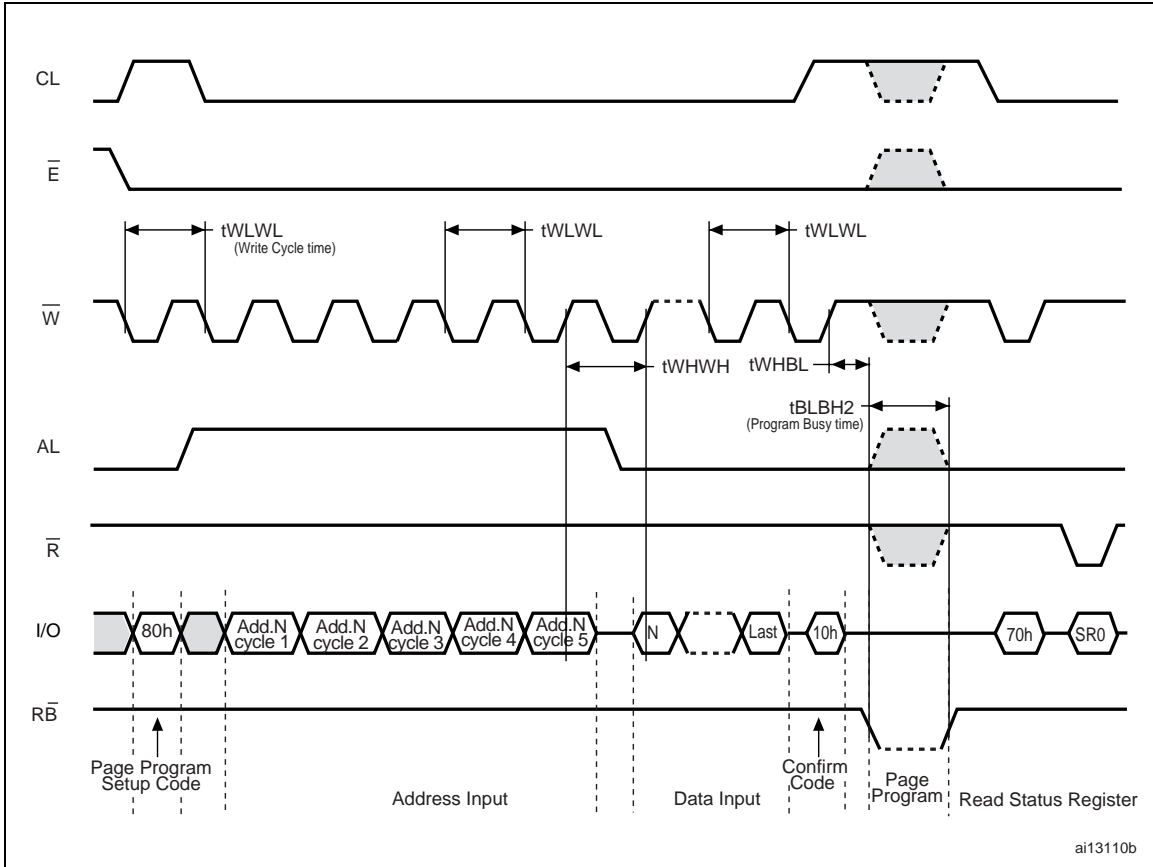 CL
E̅
tWLWL
(Write Cycle time)
tWLWL
tWLWL
W̅
tWHWH
tWHBL
tBLBH2
(Program Busy time)
AL
R̅
I/O
80h
Add.N
cycle 1
Add.N
cycle 2
Add.N
cycle 3
Add.N
cycle 4
Add.N
cycle 5
N
Last
10h
70h
SR0
RB̅
Page Program
Setup Code
Address Input
Data Input
Confirm
Code
Page
Program
Read Status Register
ai13110b